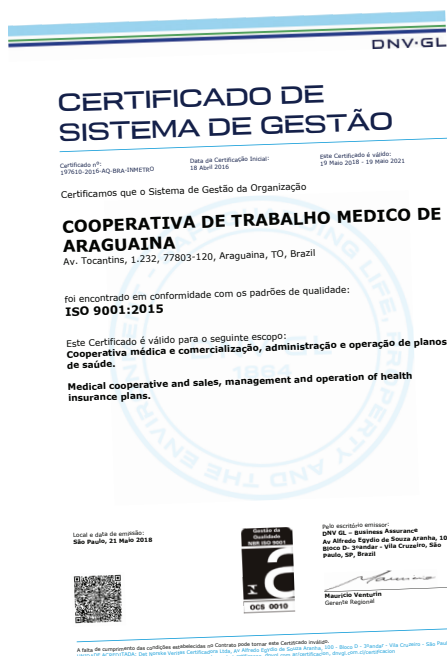 DNV·GL
CERTIFICADO DE
SISTEMA DE GESTÃO
Certificado nº:
197610-2016-AQ-BRA-INMETRO
Data da Certificação Inicial:
18 Abril 2016
Este Certificado é válido:
19 Maio 2018 - 19 Maio 2021
Certificamos que o Sistema de Gestão da Organização
COOPERATIVA DE TRABALHO MEDICO DE
ARAGUAINA
Av. Tocantins, 1.232, 77803-120, Araguaina, TO, Brazil
foi encontrado em conformidade com os padrões de qualidade:
ISO 9001:2015
Este Certificado é válido para o seguinte escopo:
Cooperativa médica e comercialização, administração e operação de planos
de saúde.
Medical cooperative and sales, management and operation of health
insurance plans.
1864
Local e data de emissão:
São Paulo, 21 Maio 2018
Gestão da
Qualidade
NBR ISO 9001
OCS 0010
Pelo escritório emissor:
DNV GL – Business Assurance
Av Alfredo Egydio de Souza Aranha, 100
Bloco D- 3ºandar - Vila Cruzeiro, São
Paulo, SP, Brazil
Mauricio Venturin
Gerente Regional
A falta de cumprimento das condições estabelecidas no Contrato pode tornar este Certificado inválido.